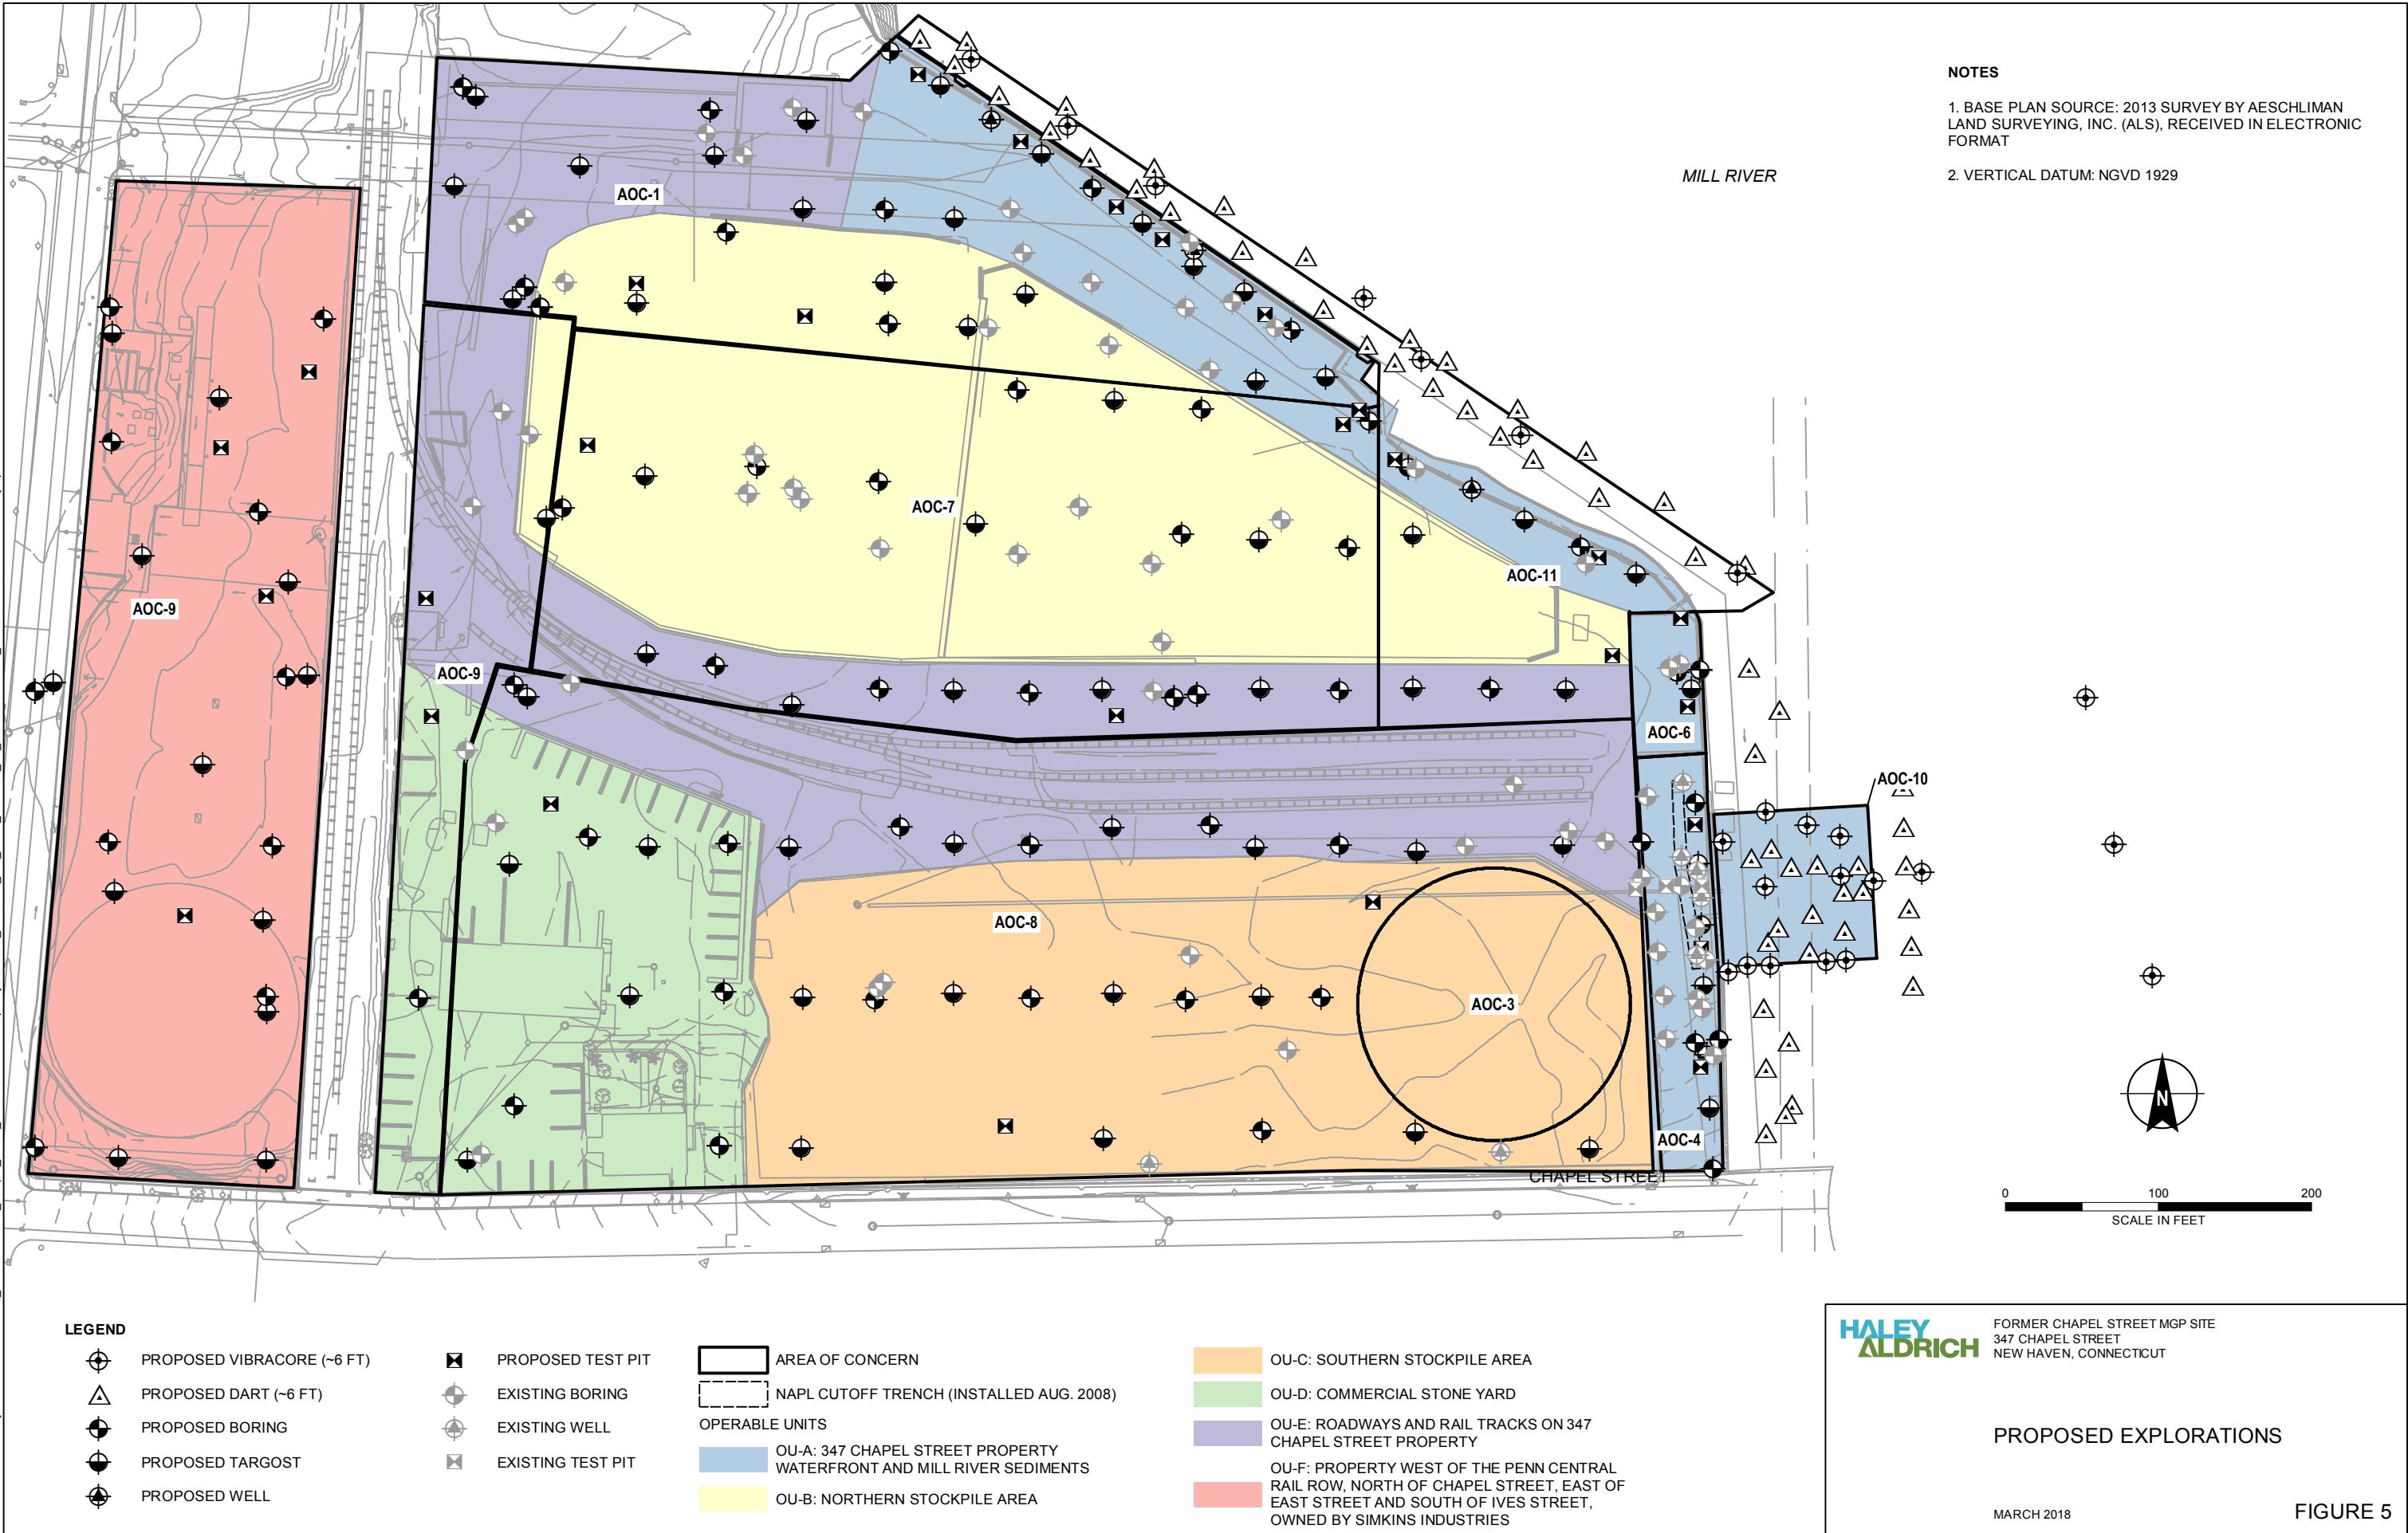 NOTES
1. BASE PLAN SOURCE: 2013 SURVEY BY AESCHLIMAN
LAND SURVEYING, INC. (ALS), RECEIVED IN ELECTRONIC
FORMAT
2. VERTICAL DATUM: NGVD 1929
MILL RIVER
AOC-1
AOC-7
AOC-11
AOC-9
AOC-9
AOC-6
AOC-10
AOC-8
AOC-3
AOC-4
CHAPEL STREET
N
0 100 200
SCALE IN FEET
LEGEND
PROPOSED VIBRACORE (~6 FT)
PROPOSED DART (~6 FT)
PROPOSED BORING
PROPOSED TARGOST
PROPOSED WELL
PROPOSED TEST PIT
EXISTING BORING
EXISTING WELL
EXISTING TEST PIT
AREA OF CONCERN
NAPL CUTOFF TRENCH (INSTALLED AUG. 2008)
OPERABLE UNITS
OU-A: 347 CHAPEL STREET PROPERTY
WATERFRONT AND MILL RIVER SEDIMENTS
OU-B: NORTHERN STOCKPILE AREA
OU-C: SOUTHERN STOCKPILE AREA
OU-D: COMMERCIAL STONE YARD
OU-E: ROADWAYS AND RAIL TRACKS ON 347
CHAPEL STREET PROPERTY
OU-F: PROPERTY WEST OF THE PENN CENTRAL
RAIL ROW, NORTH OF CHAPEL STREET, EAST OF
EAST STREET AND SOUTH OF IVES STREET,
OWNED BY SIMKINS INDUSTRIES
HALEY
ALDRICH
FORMER CHAPEL STREET MGP SITE
347 CHAPEL STREET
NEW HAVEN, CONNECTICUT
PROPOSED EXPLORATIONS
MARCH 2018
FIGURE 5